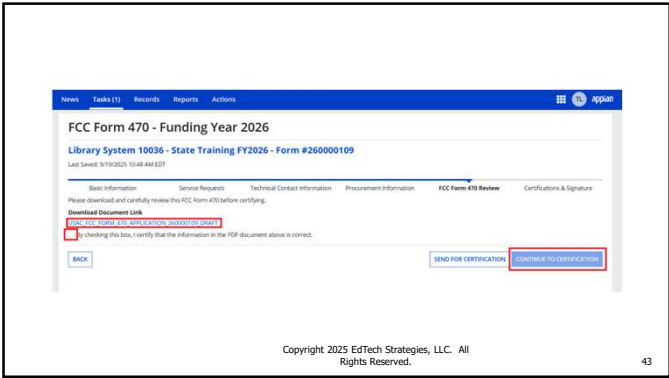 News Tasks (1) Records Reports Actions TL appian
FCC Form 470 - Funding Year 2026
Library System 10036 - State Training FY2026 - Form #260000109
Last Saved: 9/19/2025 10:48 AM EDT
Basic Information Service Requests Technical Contact Information Procurement Information FCC Form 470 Review Certifications & Signature
Please download and carefully review this FCC Form 470 before certifying.
Download Document Link
USAC_FCC_FORM_470_APPLICATION_260000109_DRAFT
By checking this box, I certify that the information in the PDF document above is correct.
BACK SEND FOR CERTIFICATION CONTINUE TO CERTIFICATION
Copyright 2025 EdTech Strategies, LLC. All
Rights Reserved. 43